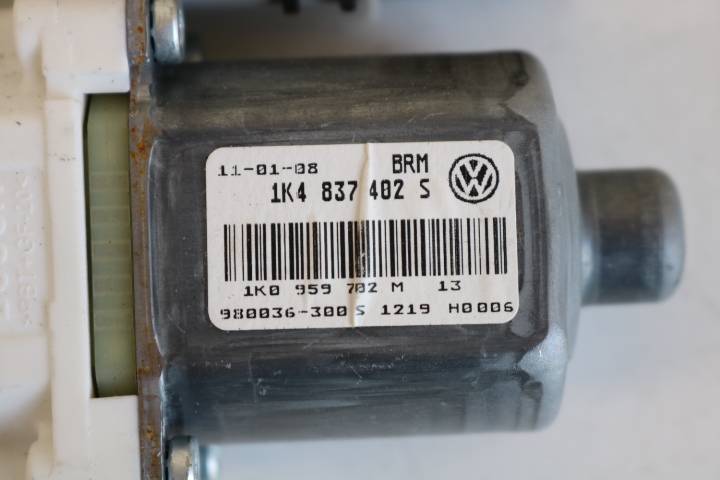 11-01-08 BRM
1K4 837 402 S
1K0 959 702 M 13
980036-300 S 1219 H0006